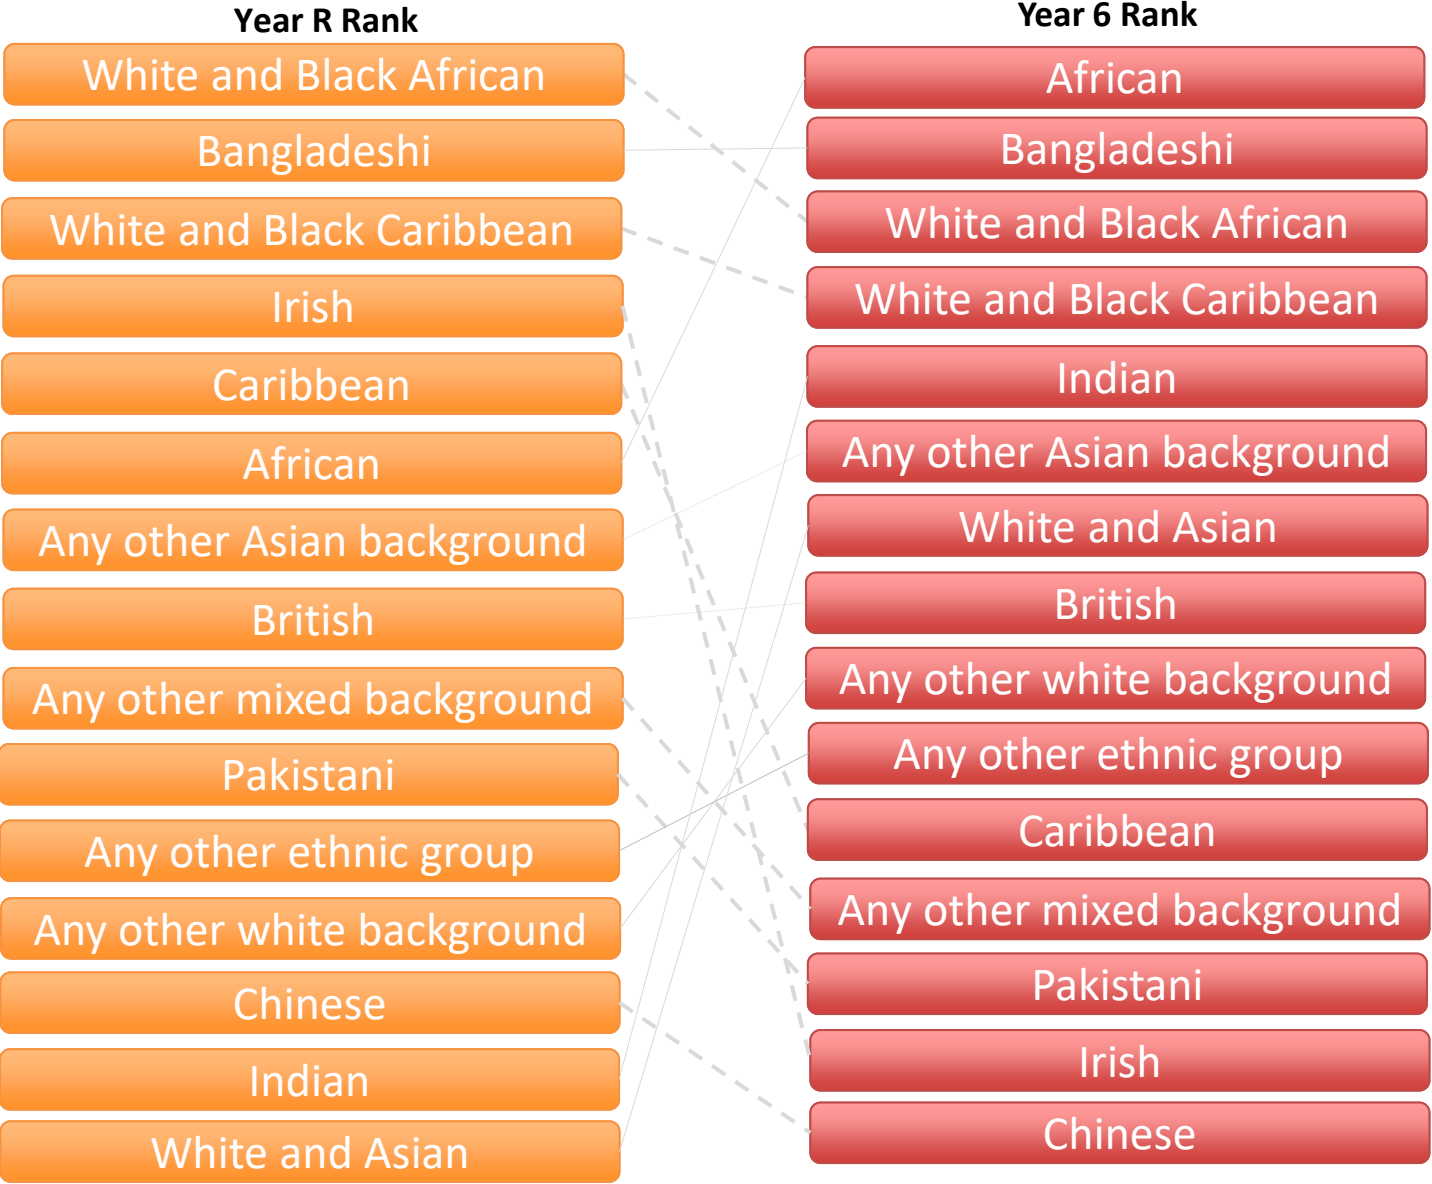 Year R Rank
White and Black African
Bangladeshi
White and Black Caribbean
Irish
Caribbean
African
Any other Asian background
British
Any other mixed background
Pakistani
Any other ethnic group
Any other white background
Chinese
Indian
White and Asian
Year 6 Rank
African
Bangladeshi
White and Black African
White and Black Caribbean
Indian
Any other Asian background
White and Asian
British
Any other white background
Any other ethnic group
Caribbean
Any other mixed background
Pakistani
Irish
Chinese